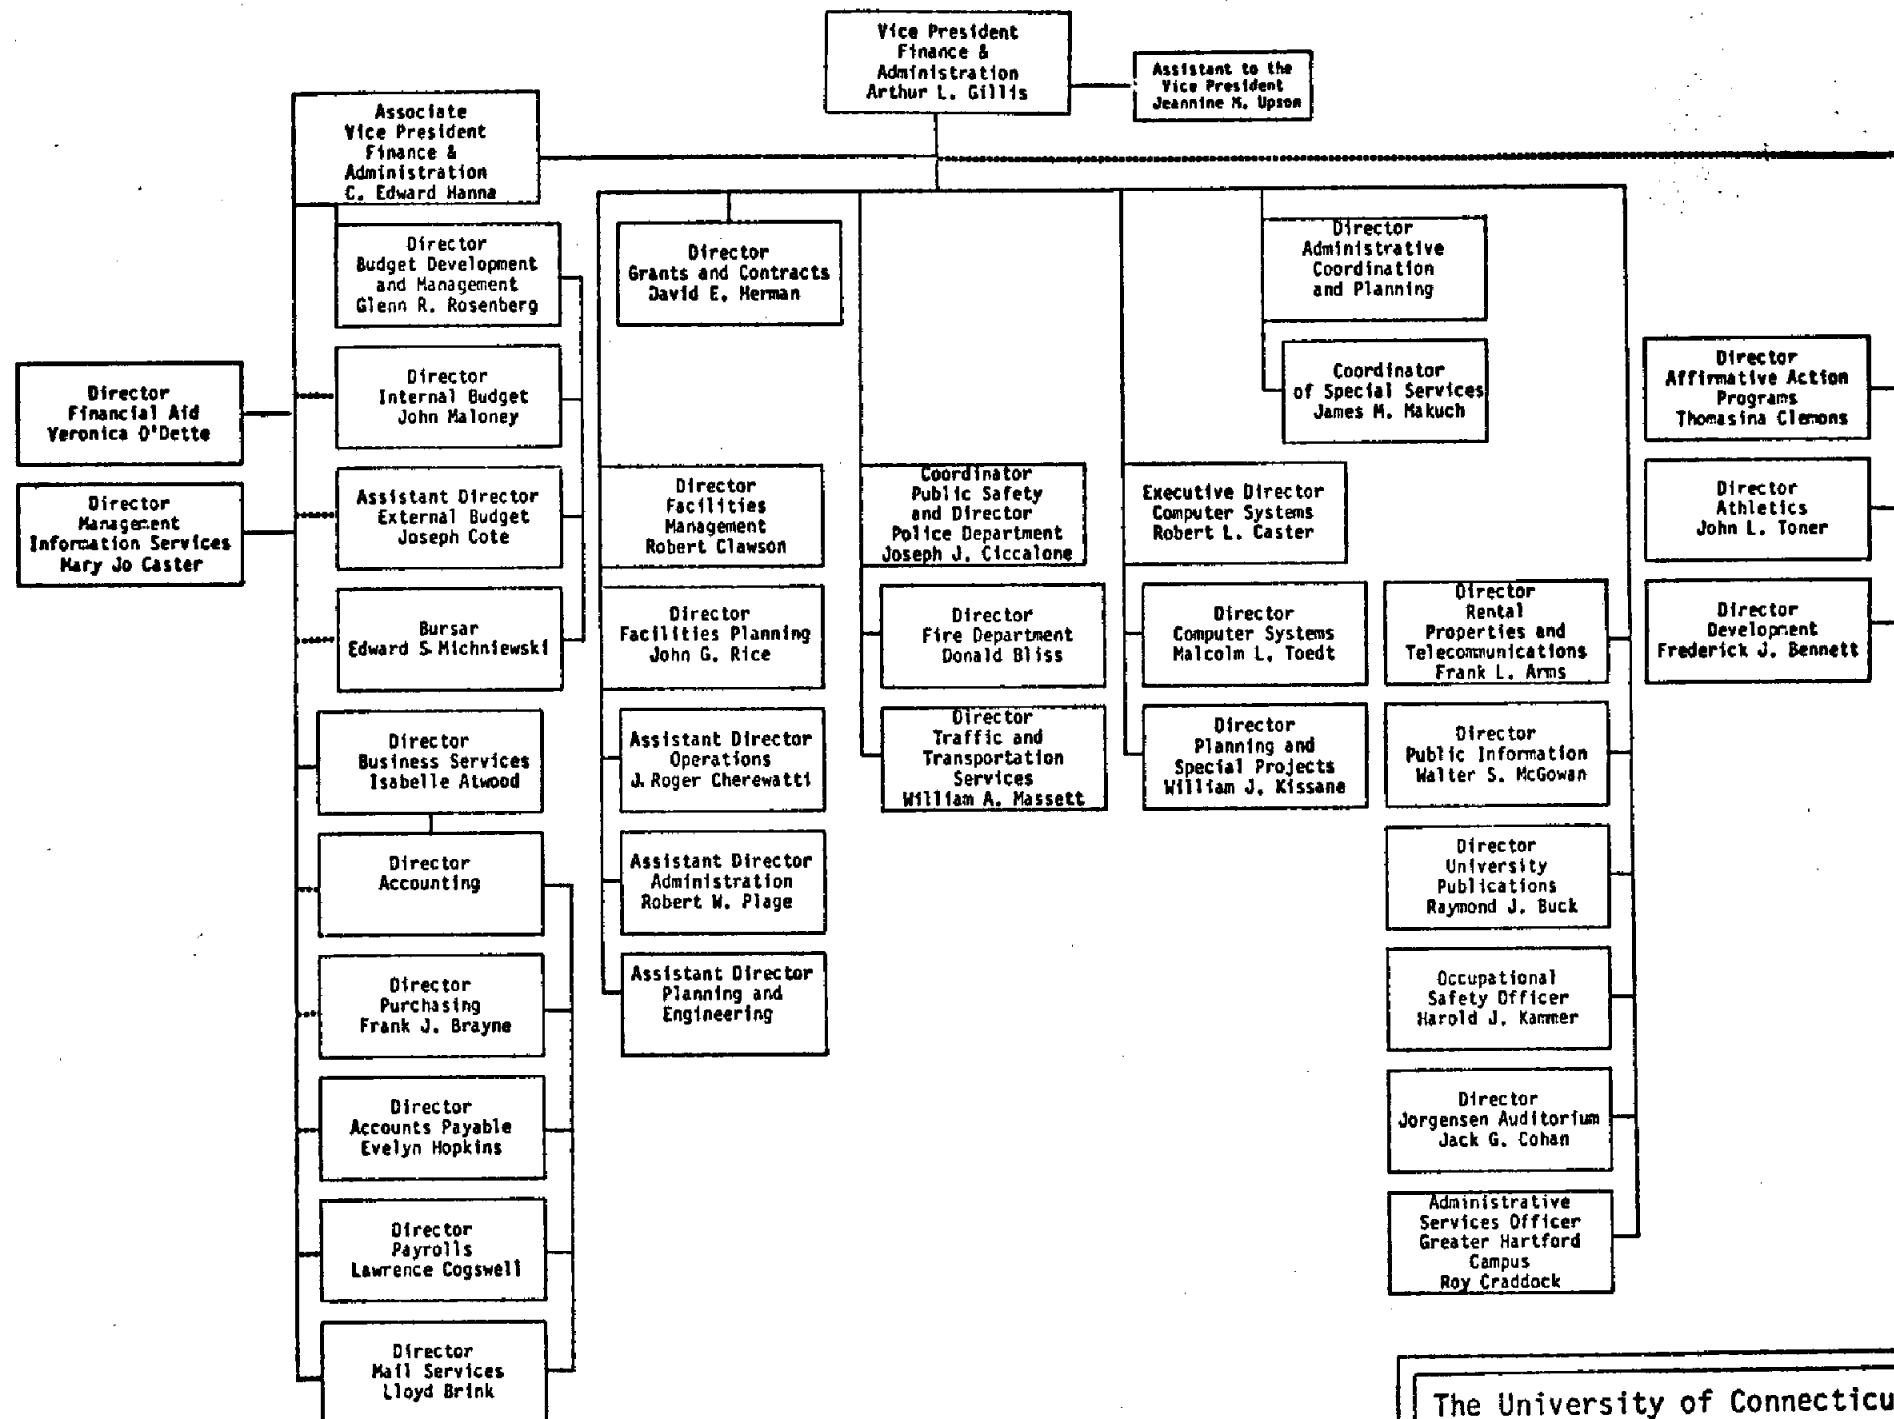 Vice President
Finance &
Administration
Arthur L. Gillis
Assistant to the
Vice President
Jeannine M. Upson
Associate
Vice President
Finance &
Administration
C. Edward Hanna
Director
Budget Development
and Management
Glenn R. Rosenberg
Director
Internal Budget
John Maloney
Assistant Director
External Budget
Joseph Cote
Bursar
Edward S. Michniewski
Director
Financial Aid
Veronica O'Dette
Director
Management
Information Services
Mary Jo Caster
Director
Business Services
Isabelle Atwood
Director
Accounting
Director
Purchasing
Frank J. Brayne
Director
Accounts Payable
Evelyn Hopkins
Director
Payrolls
Lawrence Cogswell
Director
Mail Services
Lloyd Brink
Director
Grants and Contracts
David E. Herman
Director
Facilities
Management
Robert Clawson
Director
Facilities Planning
John G. Rice
Assistant Director
Operations
J. Roger Cherewatti
Assistant Director
Administration
Robert W. Plage
Assistant Director
Planning and
Engineering
Coordinator
Public Safety
and Director
Police Department
Joseph J. Ciccalone
Director
Fire Department
Donald Bliss
Director
Traffic and
Transportation
Services
William A. Massett
Executive Director
Computer Systems
Robert L. Caster
Director
Computer Systems
Malcolm L. Toedt
Director
Planning and
Special Projects
William J. Kissane
Director
Administrative
Coordination
and Planning
Coordinator
of Special Services
James M. Makuch
Director
Rental
Properties and
Telecommunications
Frank L. Arms
Director
Public Information
Walter S. McGowan
Director
University
Publications
Raymond J. Buck
Occupational
Safety Officer
Harold J. Kammer
Director
Jorgensen Auditorium
Jack G. Cohan
Administrative
Services Officer
Greater Hartford
Campus
Roy Craddock
Director
Affirmative Action
Programs
Thomasina Clemons
Director
Athletics
John L. Toner
Director
Development
Frederick J. Bennett
The University of Connecticu